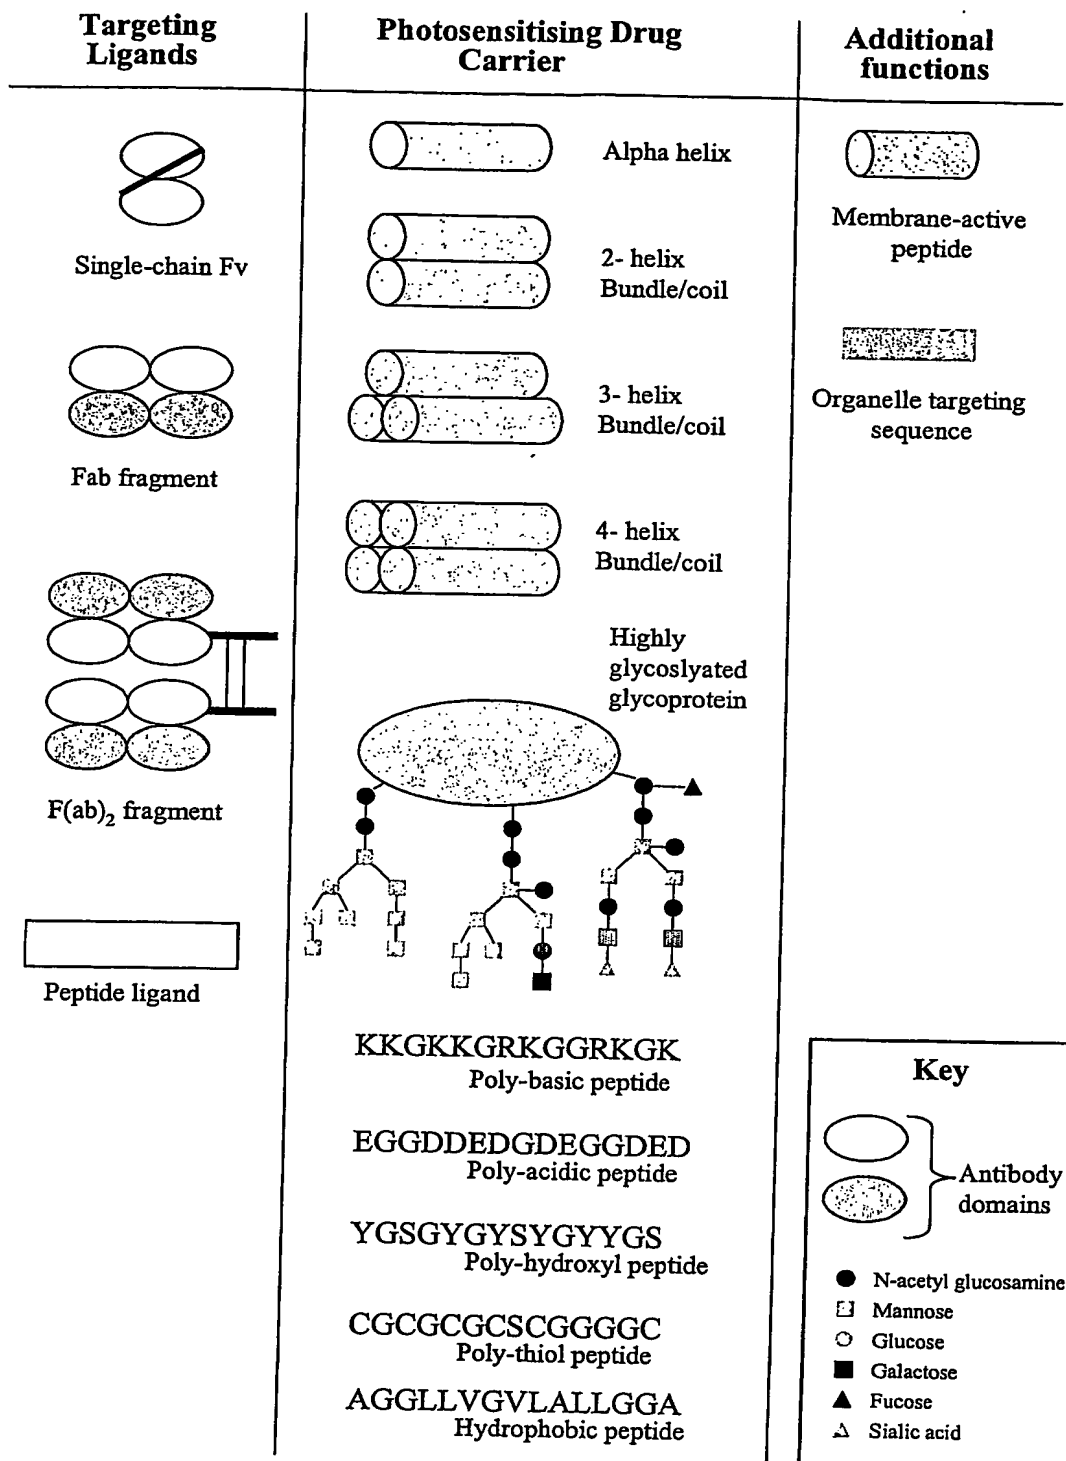 Targeting
Ligands
Single-chain Fv
Fab fragment
F(ab)₂ fragment
Peptide ligand
Photosensitising Drug
Carrier
Alpha helix
2- helix
Bundle/coil
3- helix
Bundle/coil
4- helix
Bundle/coil
Highly
glycoslyated
glycoprotein
KKGKKGRKGGRKGK
Poly-basic peptide
EGGDDEDGDEGGDED
Poly-acidic peptide
YGSGYGYSYGYYGS
Poly-hydroxyl peptide
CGCGCGCSCGGGGC
Poly-thiol peptide
AGGLLVGVLALLGGA
Hydrophobic peptide
Additional
functions
Membrane-active
peptide
Organelle targeting
sequence
Key
Antibody
domains
N-acetyl glucosamine
Mannose
Glucose
Galactose
Fucose
Sialic acid